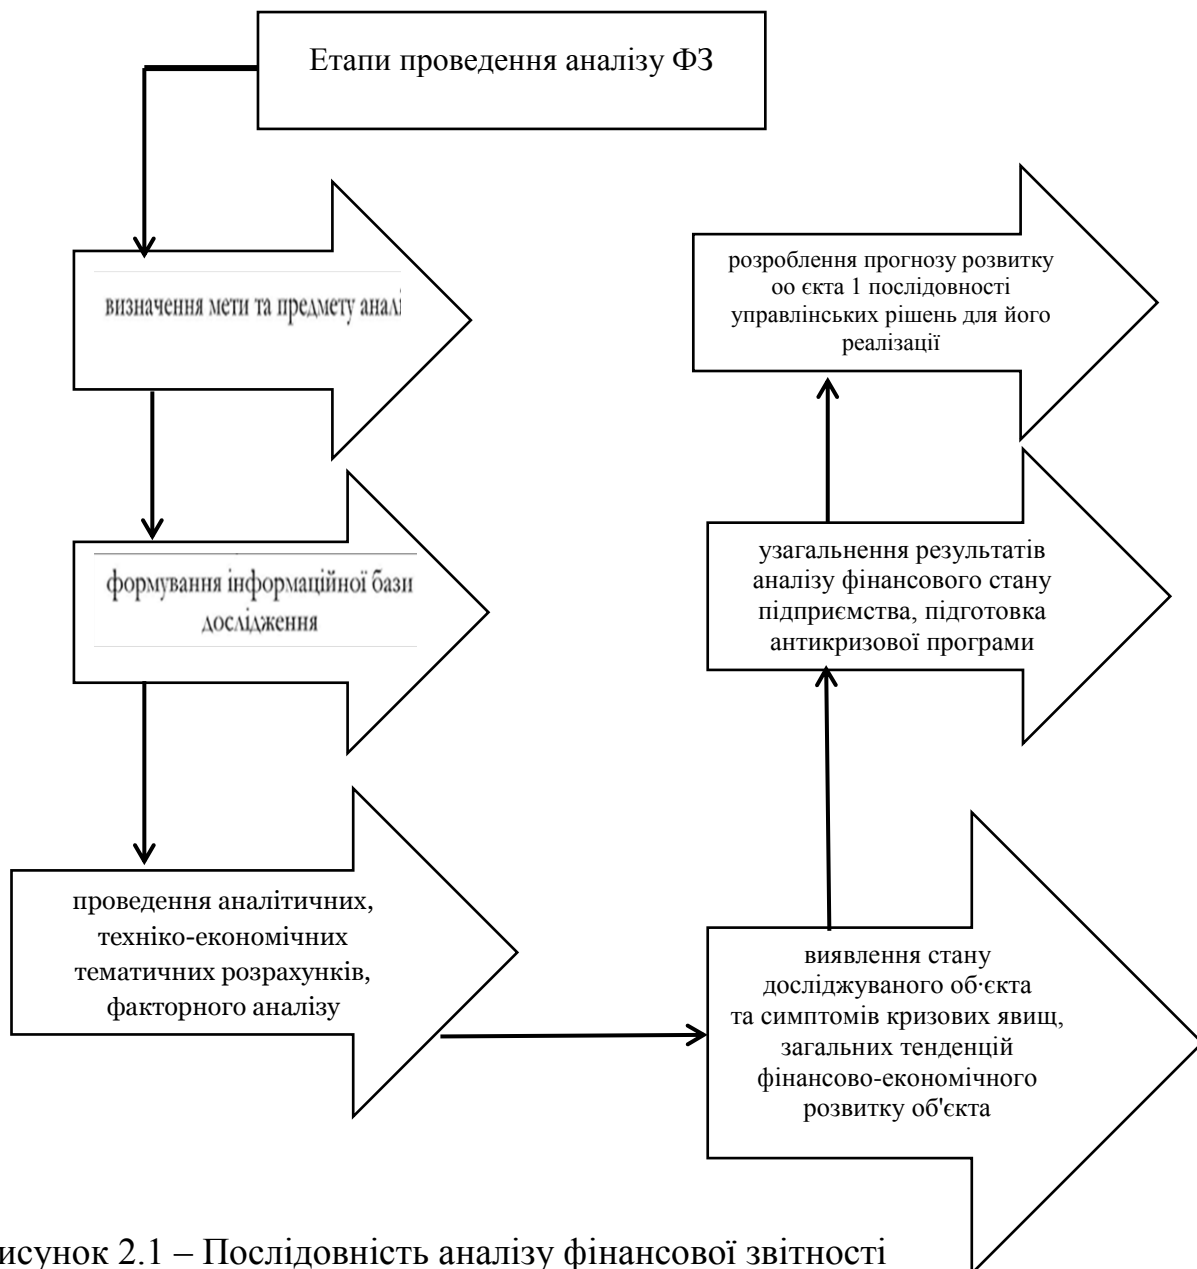 Етапи проведення аналізу ФЗ
визначення мети та предмету аналі
формування інформаційної бази
дослідження
проведення аналітичних,
техніко-економічних
тематичних розрахунків,
факторного аналізу
виявлення стану
досліджуваного об·єкта
та симптомів кризових явищ,
загальних тенденцій
фінансово-економічного
розвитку об'єкта
узагальнення результатів
аналізу фінансового стану
підприємства, підготовка
антикризової програми
розроблення прогнозу розвитку
оо єкта 1 послідовності
управлінських рішень для його
реалізації
исунок 2.1 – Послідовність аналізу фінансової звітності